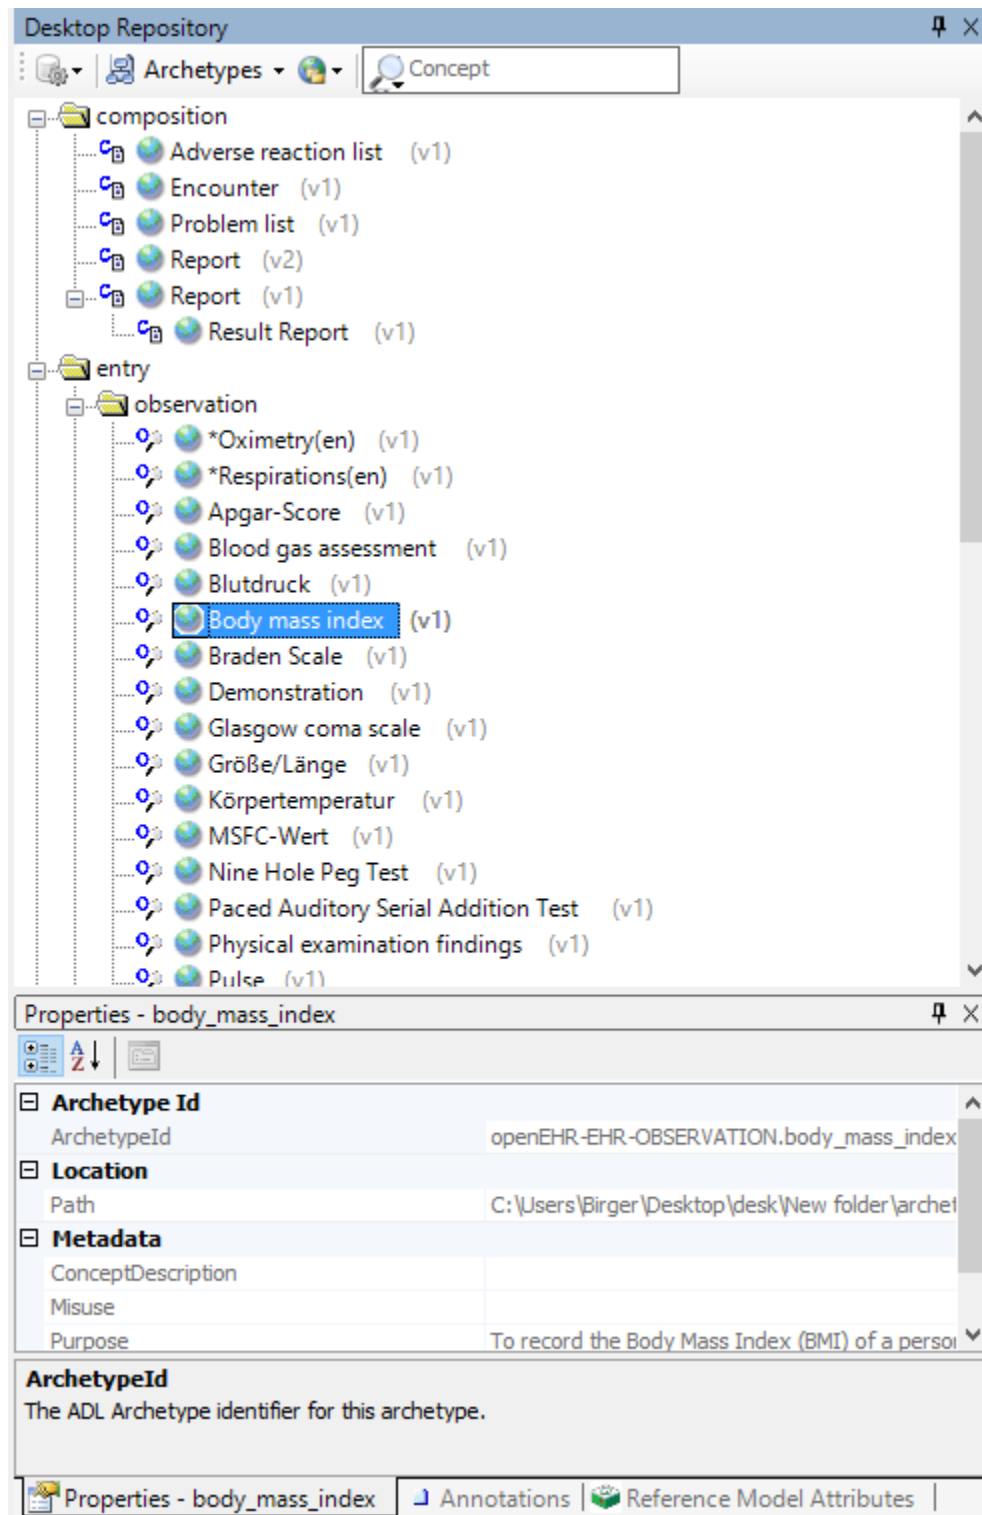 Desktop Repository
Archetypes Concept
composition
Adverse reaction list (v1)
Encounter (v1)
Problem list (v1)
Report (v2)
Report (v1)
Result Report (v1)
entry
observation
*Oximetry(en) (v1)
*Respirations(en) (v1)
Apgar-Score (v1)
Blood gas assessment (v1)
Blutdruck (v1)
Body mass index (v1)
Braden Scale (v1)
Demonstration (v1)
Glasgow coma scale (v1)
Größe/Länge (v1)
Körpertemperatur (v1)
MSFC-Wert (v1)
Nine Hole Peg Test (v1)
Paced Auditory Serial Addition Test (v1)
Physical examination findings (v1)
Pulse (v1)
Properties - body_mass_index
Archetype Id
ArchetypeId openEHR-EHR-OBSERVATION.body_mass_index
Location
Path C:\Users\Birger\Desktop\desk\New folder\archet
Metadata
ConceptDescription
Misuse
Purpose To record the Body Mass Index (BMI) of a person
ArchetypeId
The ADL Archetype identifier for this archetype.
Properties - body_mass_index Annotations Reference Model Attributes